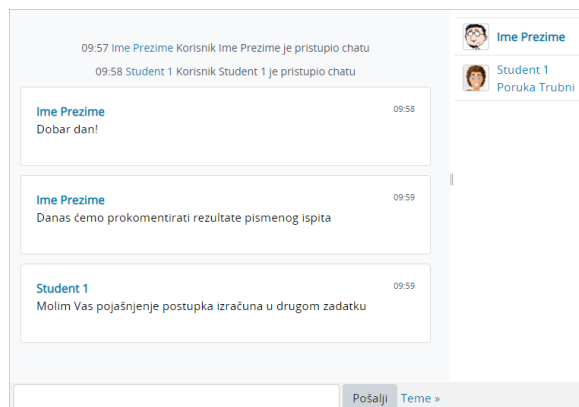 09:57 Ime Prezime Korisnik Ime Prezime je pristupio chatu
09:58 Student 1 Korisnik Student 1 je pristupio chatu
Ime Prezime 09:58
Dobar dan!
Ime Prezime 09:59
Danas ćemo prokomentirati rezultate pismenog ispita
Student 1 09:59
Molim Vas pojašnjenje postupka izračuna u drugom zadatku
Pošalji Teme »
Ime Prezime
Student 1
Poruka Trubni